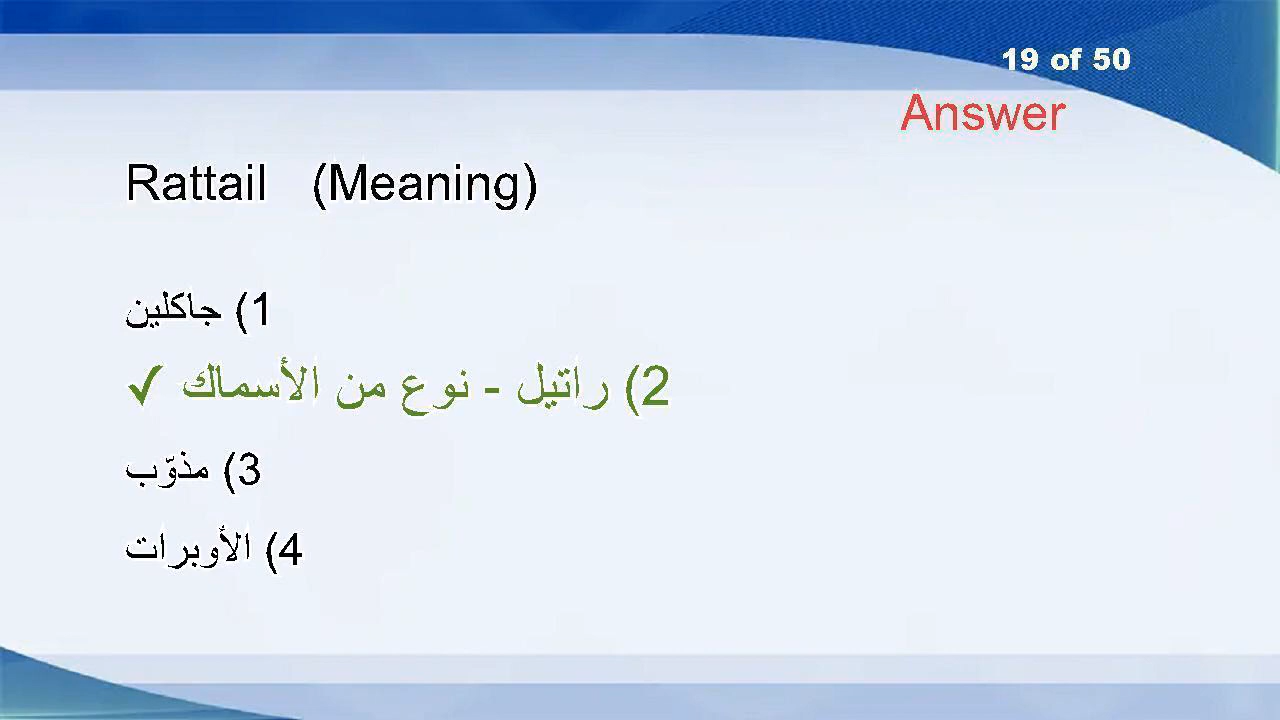 19 of 50
Answer
Rattail (Meaning)
1) جاكلين
2) راتيل - نوع من الأسماك ✓
3) مذوّب
4) الأوبرات